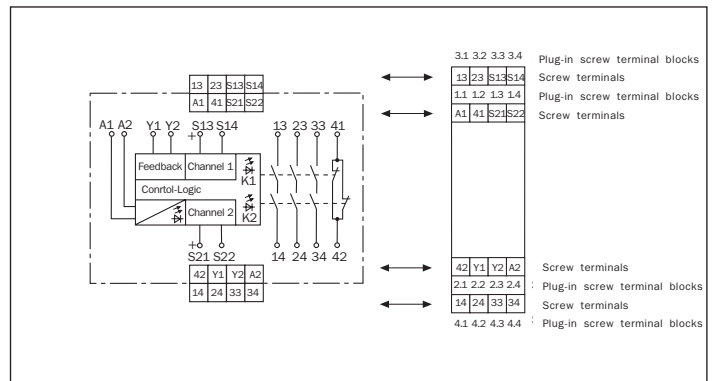 3.1 3.2 3.3 3.4 Plug-in screw terminal blocks
13 23 S13 S14
13 23 S13 S14 Screw terminals
1.1 1.2 1.3 1.4 Plug-in screw terminal blocks
A1 41 S21 S22
A1 41 S21 S22 Screw terminals
A1 A2 Y1 Y2 S13 S14 13 23 33 41
+
Feedback Channel 1
K1
Conrtol-Logic
Channel 2
K2
+
S21 S22 14 24 34 42
42 Y1 Y2 A2
14 24 33 34
42 Y1 Y2 A2 Screw terminals
2.1 2.2 2.3 2.4 Plug-in screw terminal blocks
14 24 33 34 Screw terminals
4.1 4.2 4.3 4.4 Plug-in screw terminal blocks